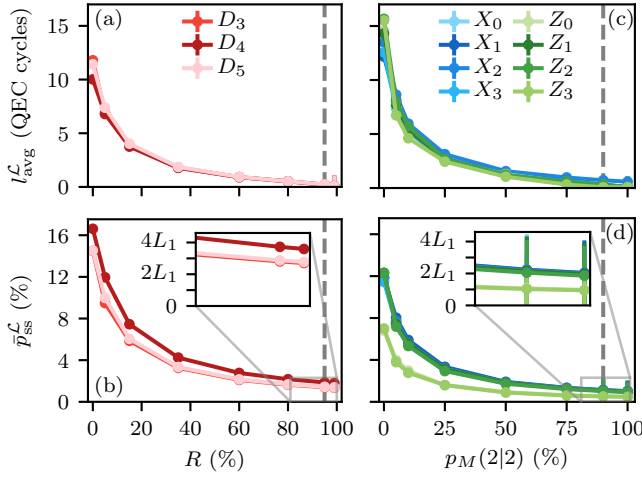 (a)
D₃
D₄
D₅
15
10
5
0
l^ℒ_avg (QEC cycles)
(c)
X₀
X₁
X₂
X₃
Z₀
Z₁
Z₂
Z₃
16
12
8
4
0
p̄^ℒ_ss (%)
4L₁
2L₁
0
(b)
0 20 40 60 80 100
R (%)
4L₁
2L₁
0
(d)
0 25 50 75 100
p_M(2|2) (%)